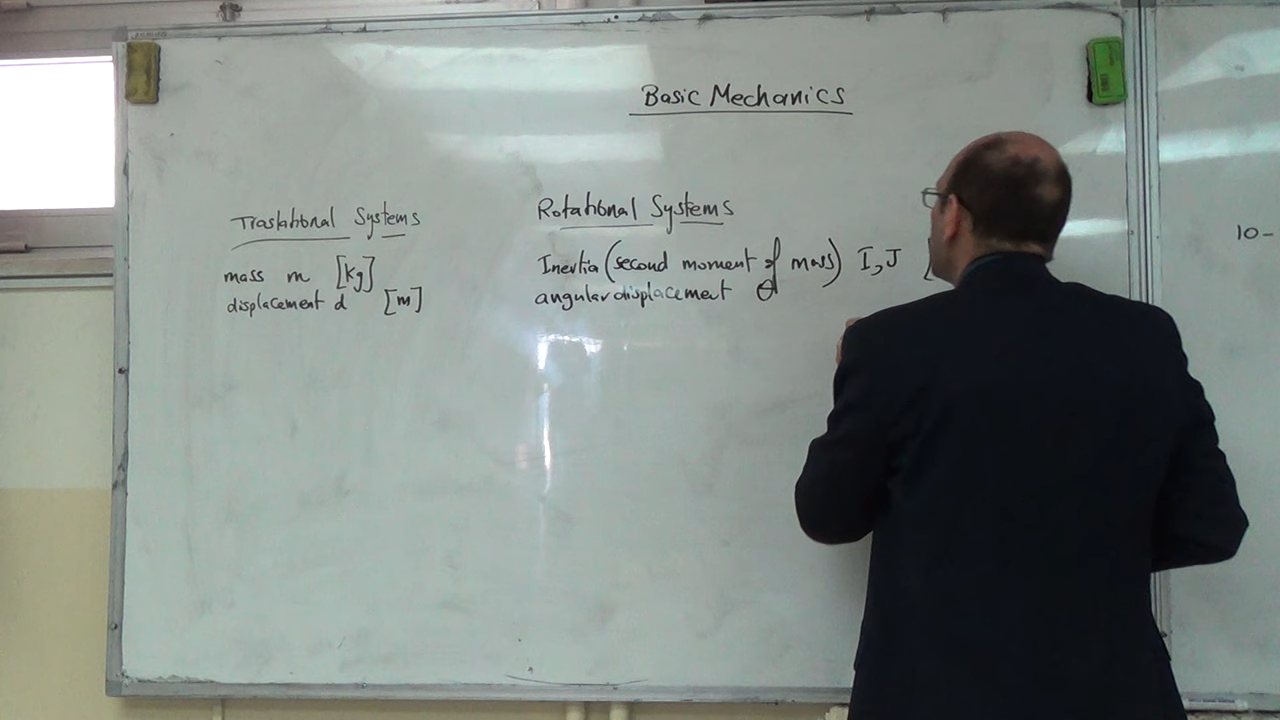 Basic Mechanics
Traslational Systems
mass m [kg]
displacement d [m]
Rotational Systems
Inertia (second moment of mass) I, J [
angular displacement θ
10-